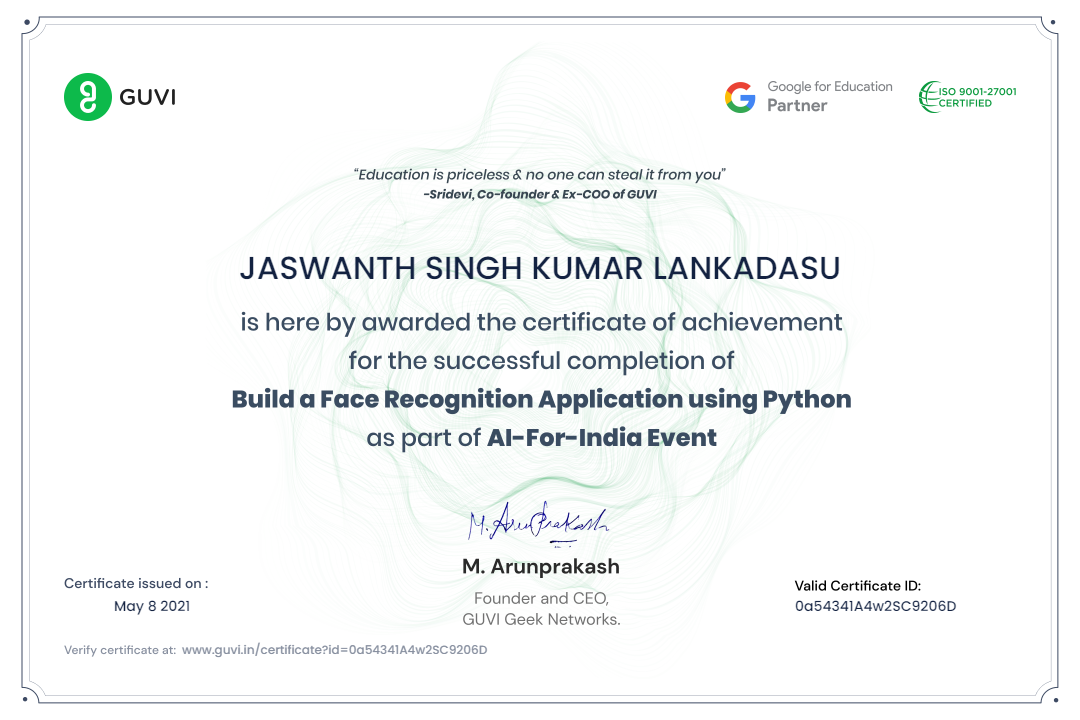 GUVI
Google for Education
Partner
ISO 9001-27001
CERTIFIED
“Education is priceless & no one can steal it from you”
-Sridevi, Co-founder & Ex-COO of GUVI
JASWANTH SINGH KUMAR LANKADASU
is here by awarded the certificate of achievement
for the successful completion of
Build a Face Recognition Application using Python
as part of AI-For-India Event
M. Arunprakash
M. Arunprakash
Founder and CEO,
GUVI Geek Networks.
Certificate issued on :
May 8 2021
Valid Certificate ID:
0a54341A4w2SC9206D
Verify certificate at: www.guvi.in/certificate?id=0a54341A4w2SC9206D